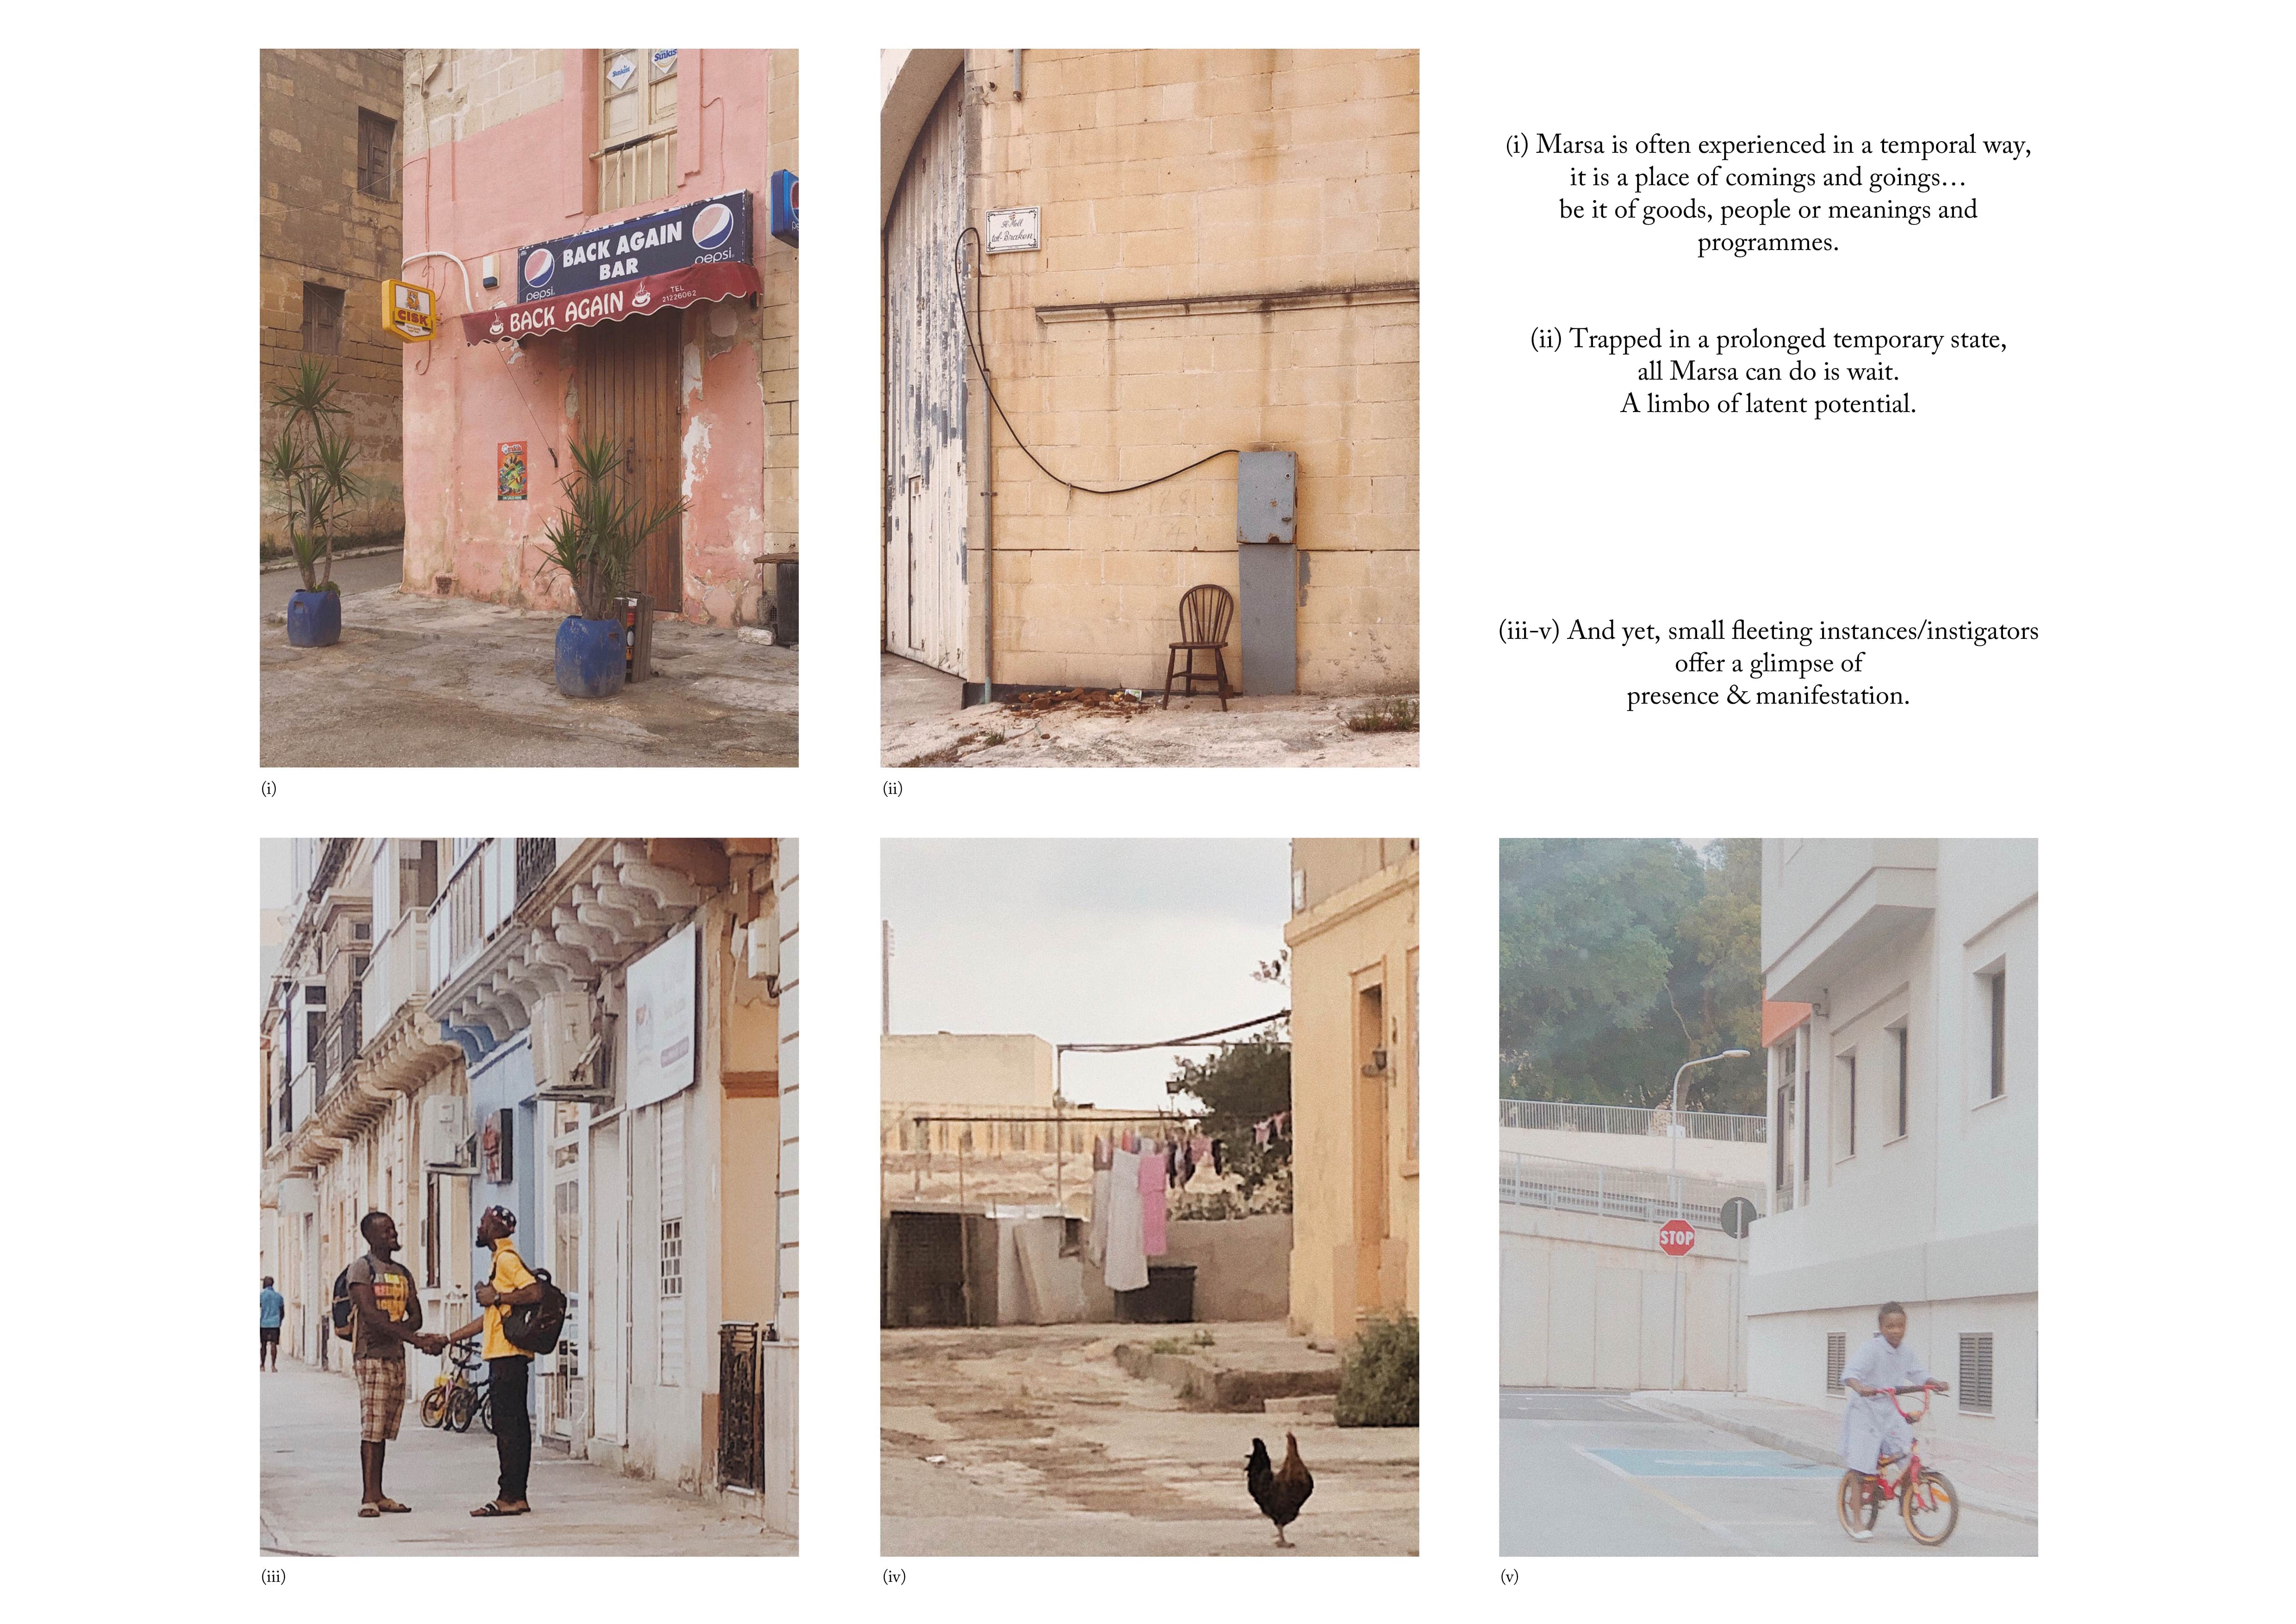 Sunkist
Sunkist
BACK AGAIN
BAR
pepsi
pepsi
BACK AGAIN
TEL
21226062
CISK
(i)
(ii)
(i) Marsa is often experienced in a temporal way,
it is a place of comings and goings…
be it of goods, people or meanings and
programmes.
(ii) Trapped in a prolonged temporary state,
all Marsa can do is wait.
A limbo of latent potential.
(iii-v) And yet, small fleeting instances/instigators
offer a glimpse of
presence & manifestation.
STOP
(iii)
(iv)
(v)